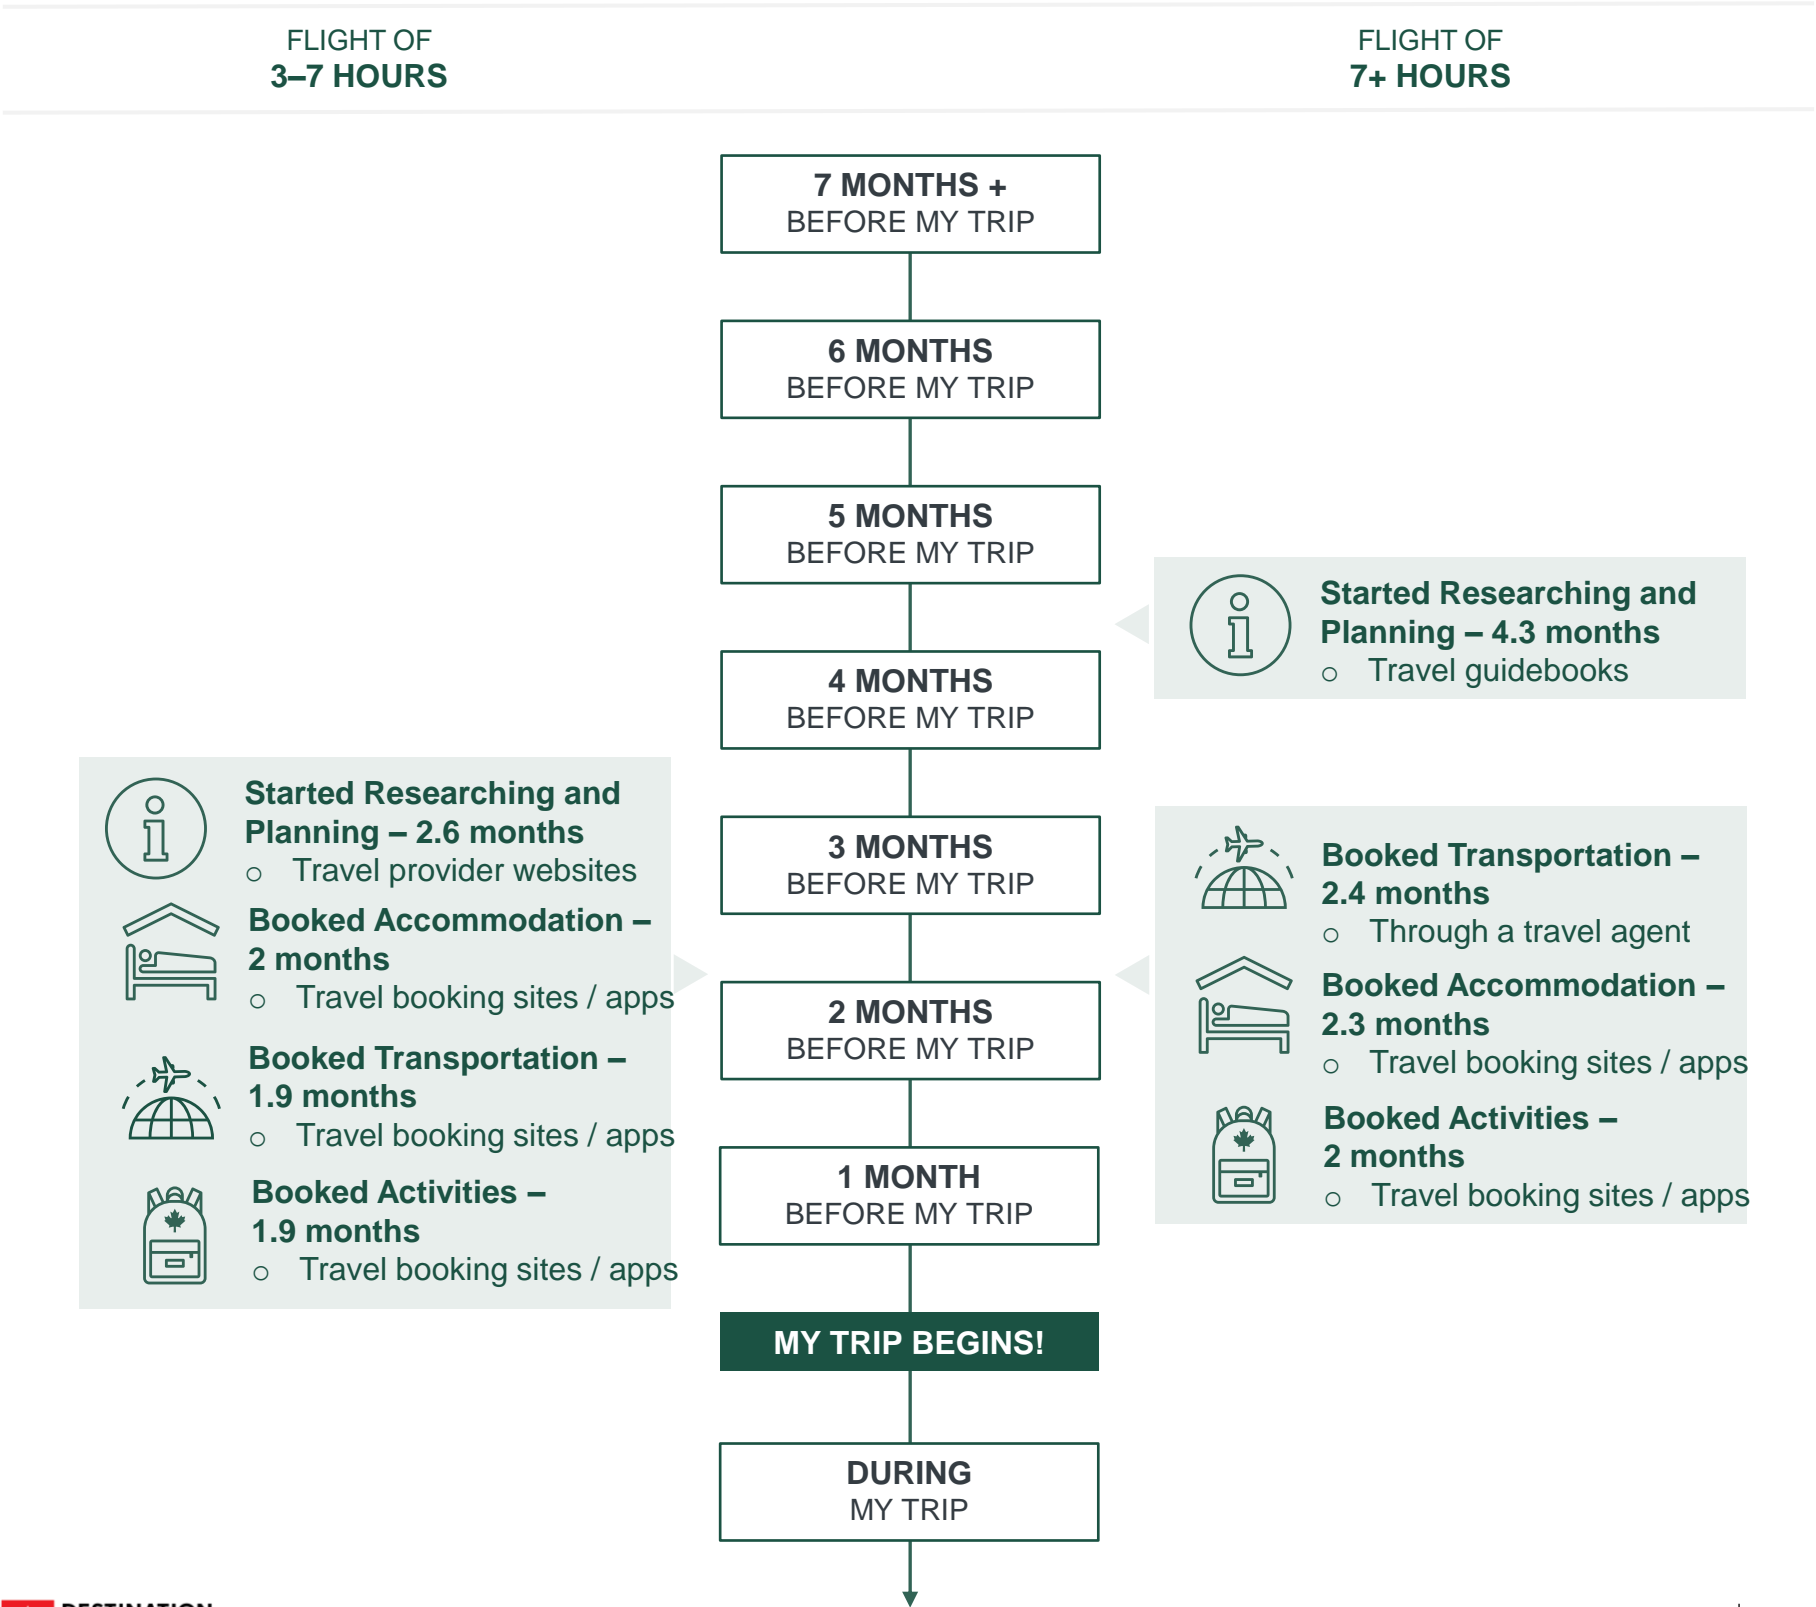 FLIGHT OF
3–7 HOURS
FLIGHT OF
7+ HOURS
7 MONTHS +
BEFORE MY TRIP
6 MONTHS
BEFORE MY TRIP
5 MONTHS
BEFORE MY TRIP
Started Researching and
Planning – 4.3 months
○ Travel guidebooks
4 MONTHS
BEFORE MY TRIP
Started Researching and
Planning – 2.6 months
○ Travel provider websites
Booked Accommodation –
2 months
○ Travel booking sites / apps
Booked Transportation –
1.9 months
○ Travel booking sites / apps
Booked Activities –
1.9 months
○ Travel booking sites / apps
3 MONTHS
BEFORE MY TRIP
2 MONTHS
BEFORE MY TRIP
1 MONTH
BEFORE MY TRIP
Booked Transportation –
2.4 months
○ Through a travel agent
Booked Accommodation –
2.3 months
○ Travel booking sites / apps
Booked Activities –
2 months
○ Travel booking sites / apps
MY TRIP BEGINS!
DURING
MY TRIP
DESTINATION